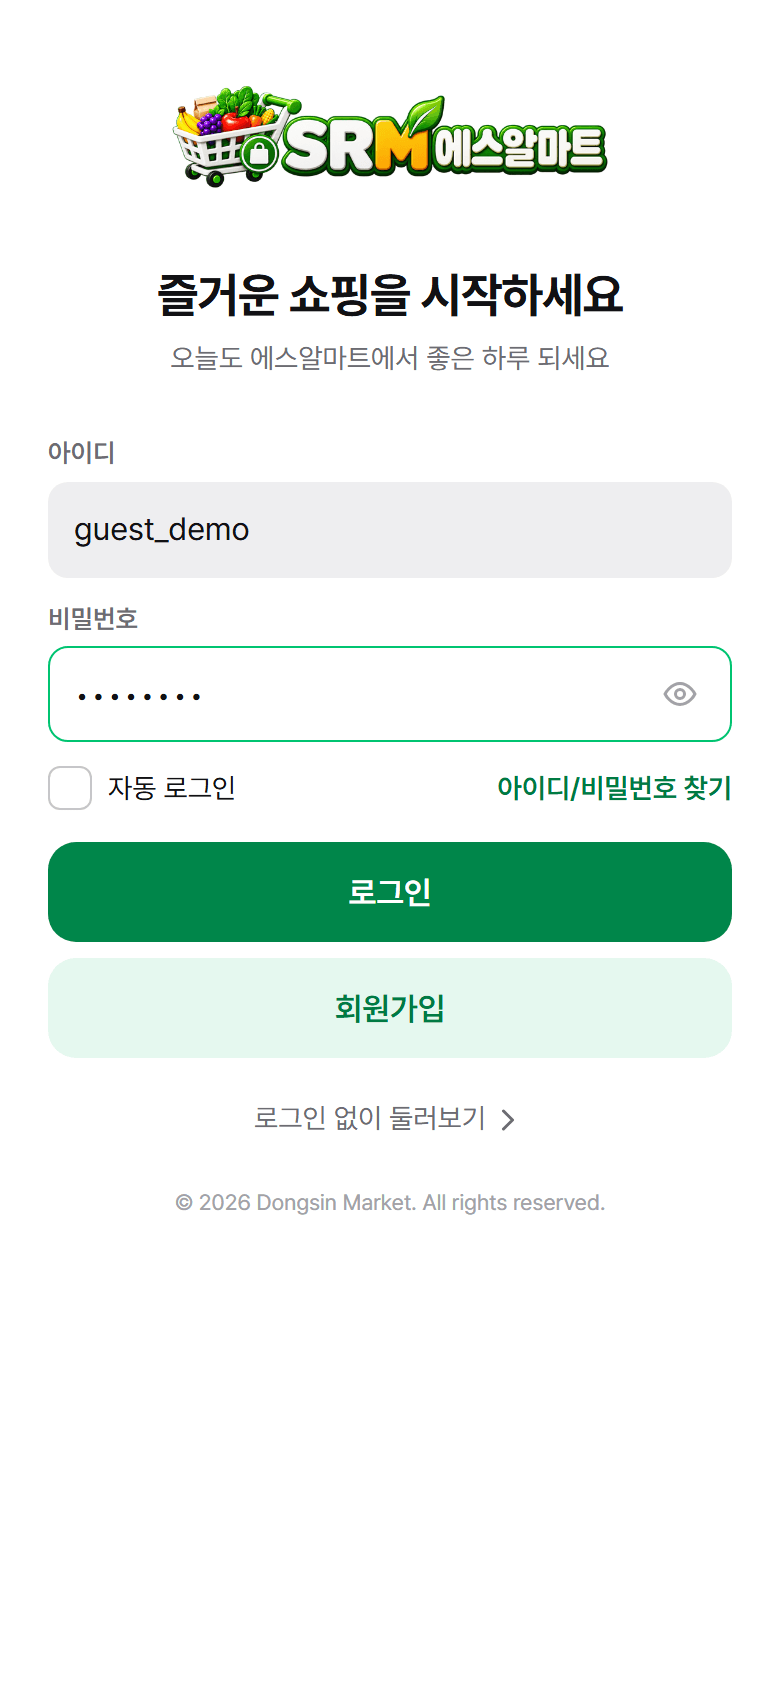 SRM 에스알마트
즐거운 쇼핑을 시작하세요
오늘도 에스알마트에서 좋은 하루 되세요
아이디
guest_demo
비밀번호
••••••••
자동 로그인 아이디/비밀번호 찾기
로그인
회원가입
로그인 없이 둘러보기
© 2026 Dongsin Market. All rights reserved.